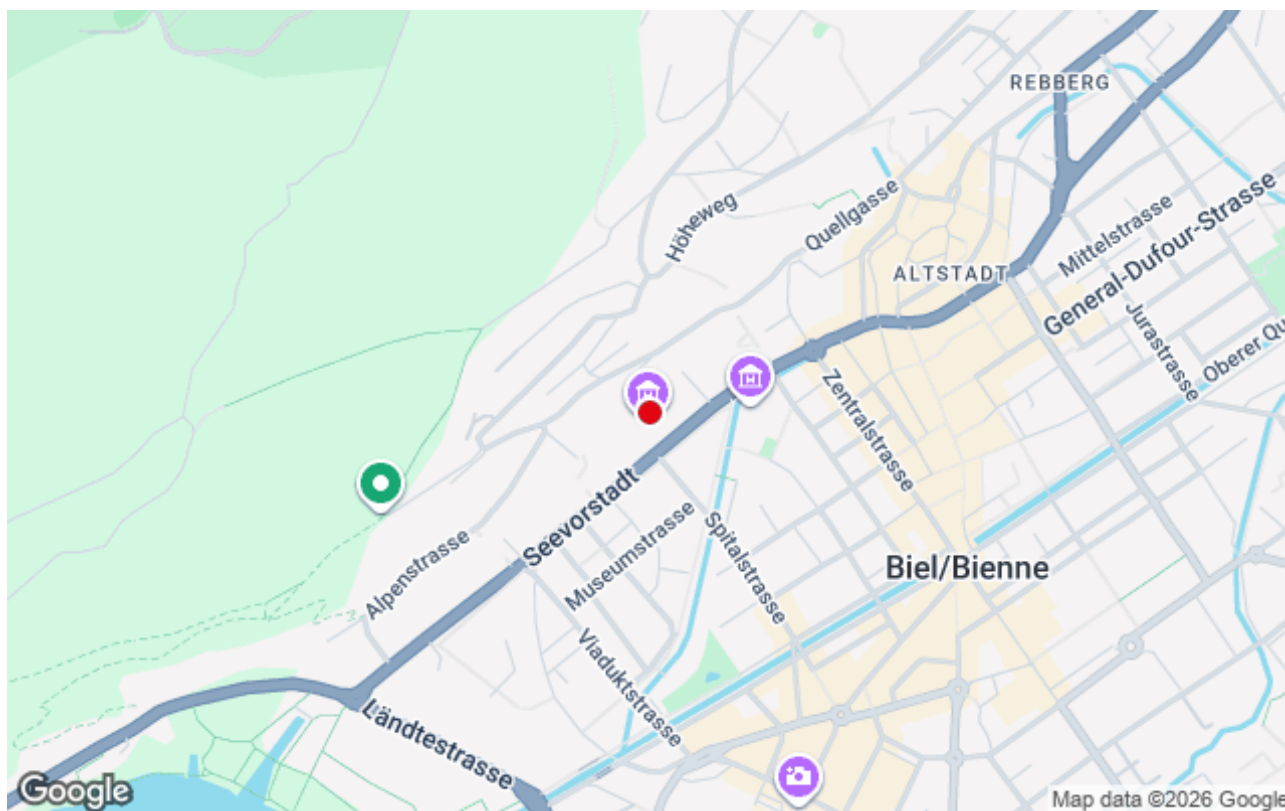 REBBERG
Höheweg
Quellgasse
Mittelstrasse
General-Dufour-Strasse
ALTSTADT
Jurastrasse
Oberer Qu
Zentralstrasse
Seevorstadt
Museumstrasse
Spitalstrasse
Biel/Bienne
Alpenstrasse
Viaduktstrasse
Ländtestrasse
Google
Map data ©2026 Google